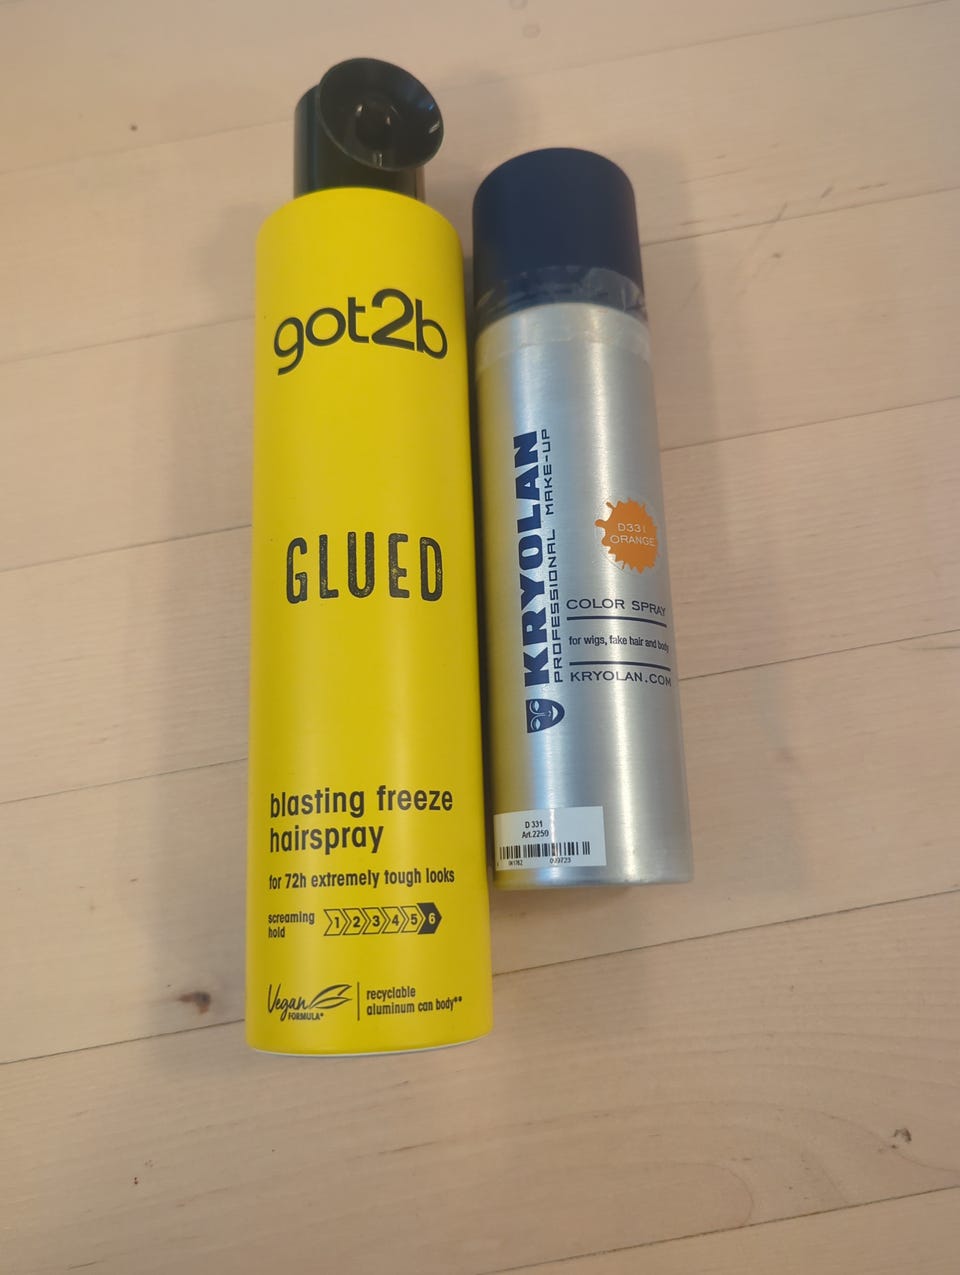 got2b
GLUED
blasting freeze
hairspray
for 72h extremely tough looks
screaming
hold
1 2 3 4 5 6
Vegan
FORMULA*
recyclable
aluminum can body**
KRYOLAN
PROFESSIONAL MAKE-UP
D331
ORANGE
COLOR SPRAY
for wigs, fake hair and body
KRYOLAN.COM
D 331
Art.2250